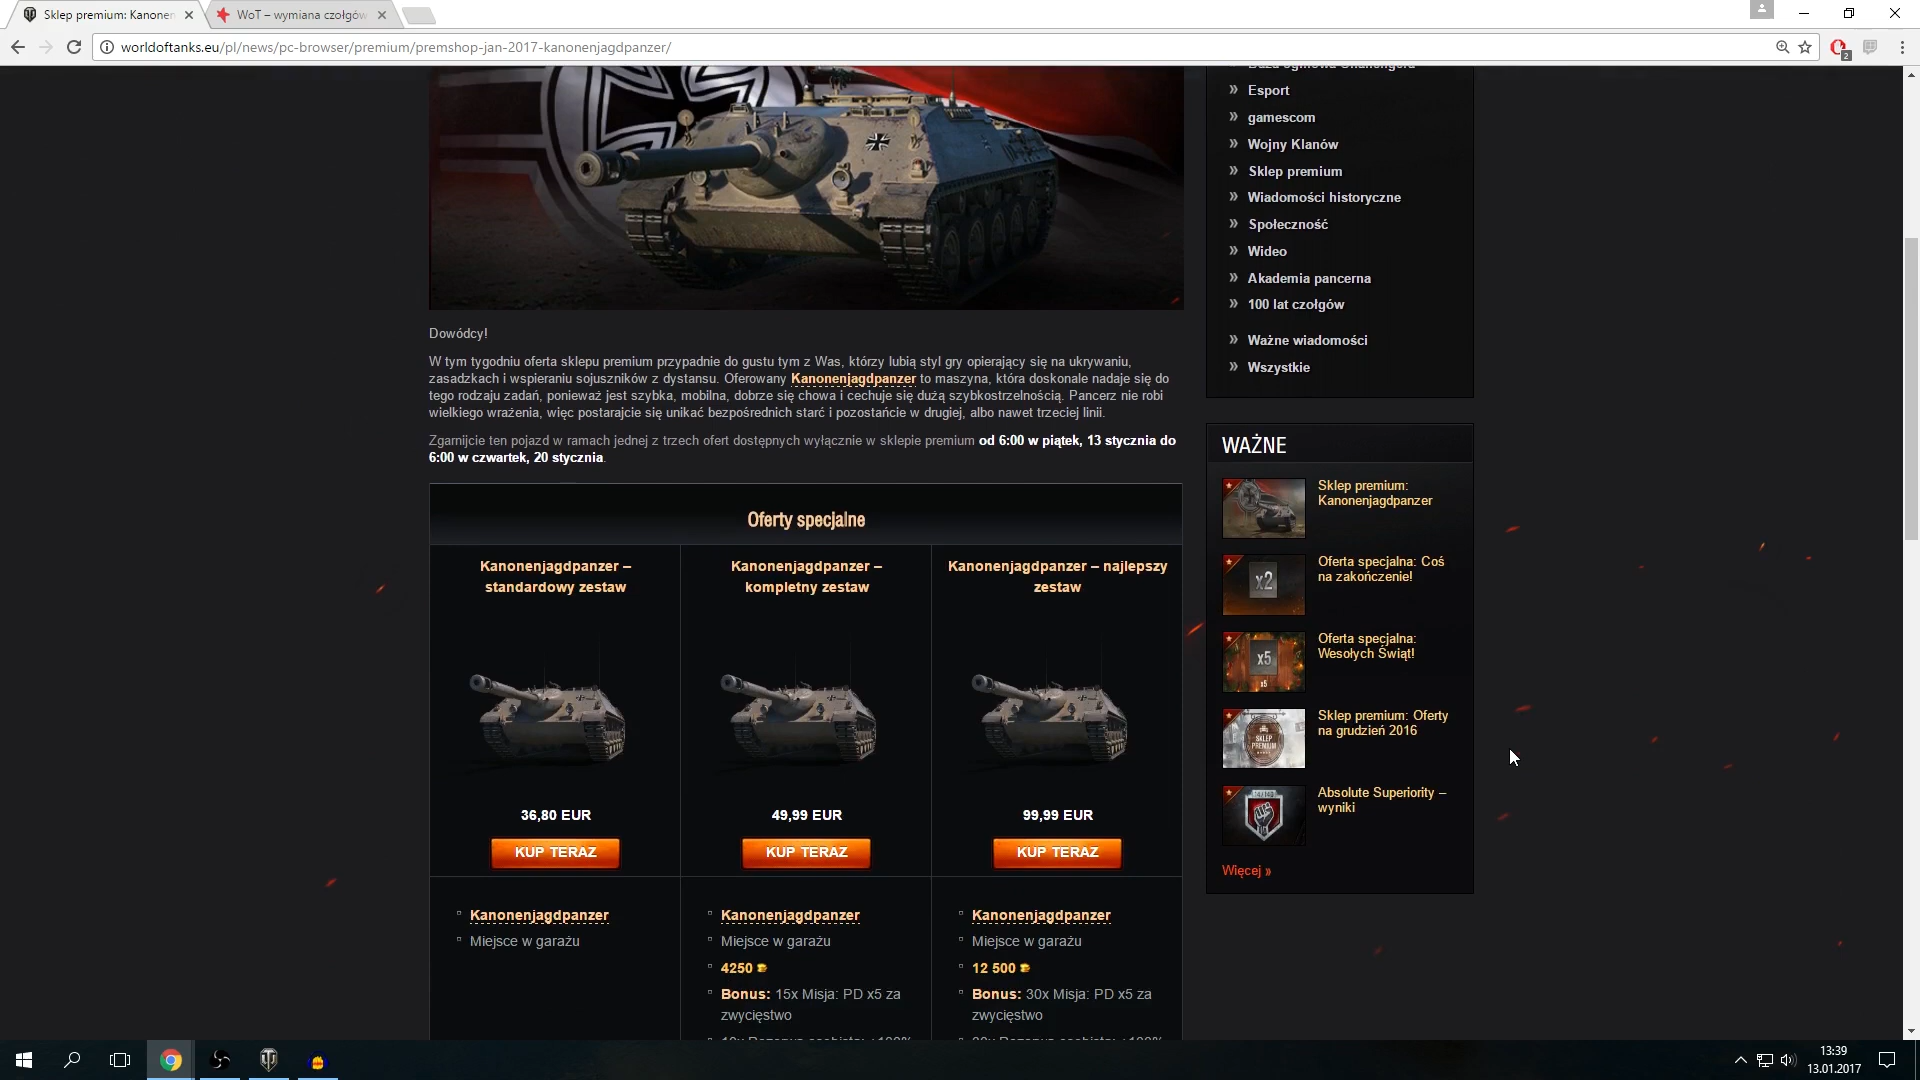 Sklep premium: Kanonen
WoT – wymiana czołgów
worldoftanks.eu/pl/news/pc-browser/premium/premshop-jan-2017-kanonenjagdpanzer/
2
Esport
gamescom
Wojny Klanów
Sklep premium
Wiadomości historyczne
Społeczność
Wideo
Akademia pancerna
100 lat czołgów
Ważne wiadomości
Wszystkie
Dowódcy!
W tym tygodniu oferta sklepu premium przypadnie do gustu tym z Was, którzy lubią styl gry opierający się na ukrywaniu,
zasadzkach i wspieraniu sojuszników z dystansu. Oferowany Kanonenjagdpanzer to maszyna, która doskonale nadaje się do
tego rodzaju zadań, ponieważ jest szybka, mobilna, dobrze się chowa i cechuje się dużą szybkostrzelnością. Pancerz nie robi
wielkiego wrażenia, więc postarajcie się unikać bezpośrednich starć i pozostańcie w drugiej, albo nawet trzeciej linii.
Zgarnijcie ten pojazd w ramach jednej z trzech ofert dostępnych wyłącznie w sklepie premium od 6:00 w piątek, 13 stycznia do
6:00 w czwartek, 20 stycznia.
Oferty specjalne
Kanonenjagdpanzer –
standardowy zestaw
36,80 EUR
KUP TERAZ
Kanonenjagdpanzer
Miejsce w garażu
Kanonenjagdpanzer –
kompletny zestaw
49,99 EUR
KUP TERAZ
Kanonenjagdpanzer
Miejsce w garażu
4250
Bonus: 15x Misja: PD x5 za
zwycięstwo
Kanonenjagdpanzer – najlepszy
zestaw
99,99 EUR
KUP TERAZ
Kanonenjagdpanzer
Miejsce w garażu
12 500
Bonus: 30x Misja: PD x5 za
zwycięstwo
WAŻNE
Sklep premium:
Kanonenjagdpanzer
x2
Oferta specjalna: Coś
na zakończenie!
x5
x5
Oferta specjalna:
Wesołych Świąt!
SKLEP
PREMIUM
Sklep premium: Oferty
na grudzień 2016
Absolute Superiority –
wyniki
Więcej »
13:39
13.01.2017